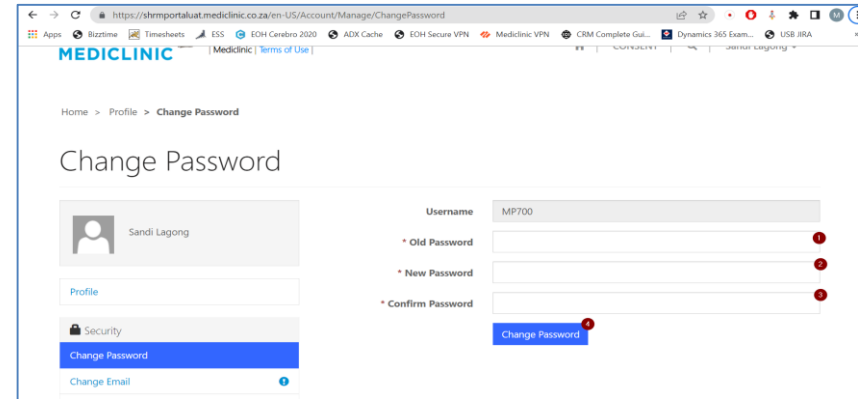 https://shrmportaluat.mediclinic.co.za/en-US/Account/Manage/ChangePassword M
Apps Bizztime Timesheets ESS EOH Cerebro 2020 ADX Cache EOH Secure VPN Mediclinic VPN CRM Complete Gui... Dynamics 365 Exam... USB JIRA
MEDICLINIC | Mediclinic | Terms of Use | | CONSENT | | Sandi Lagong
Home > Profile > Change Password
Change Password
Sandi Lagong
Username MP700
* Old Password 1
* New Password 2
* Confirm Password 3
Change Password 4
Profile
Security
Change Password
Change Email